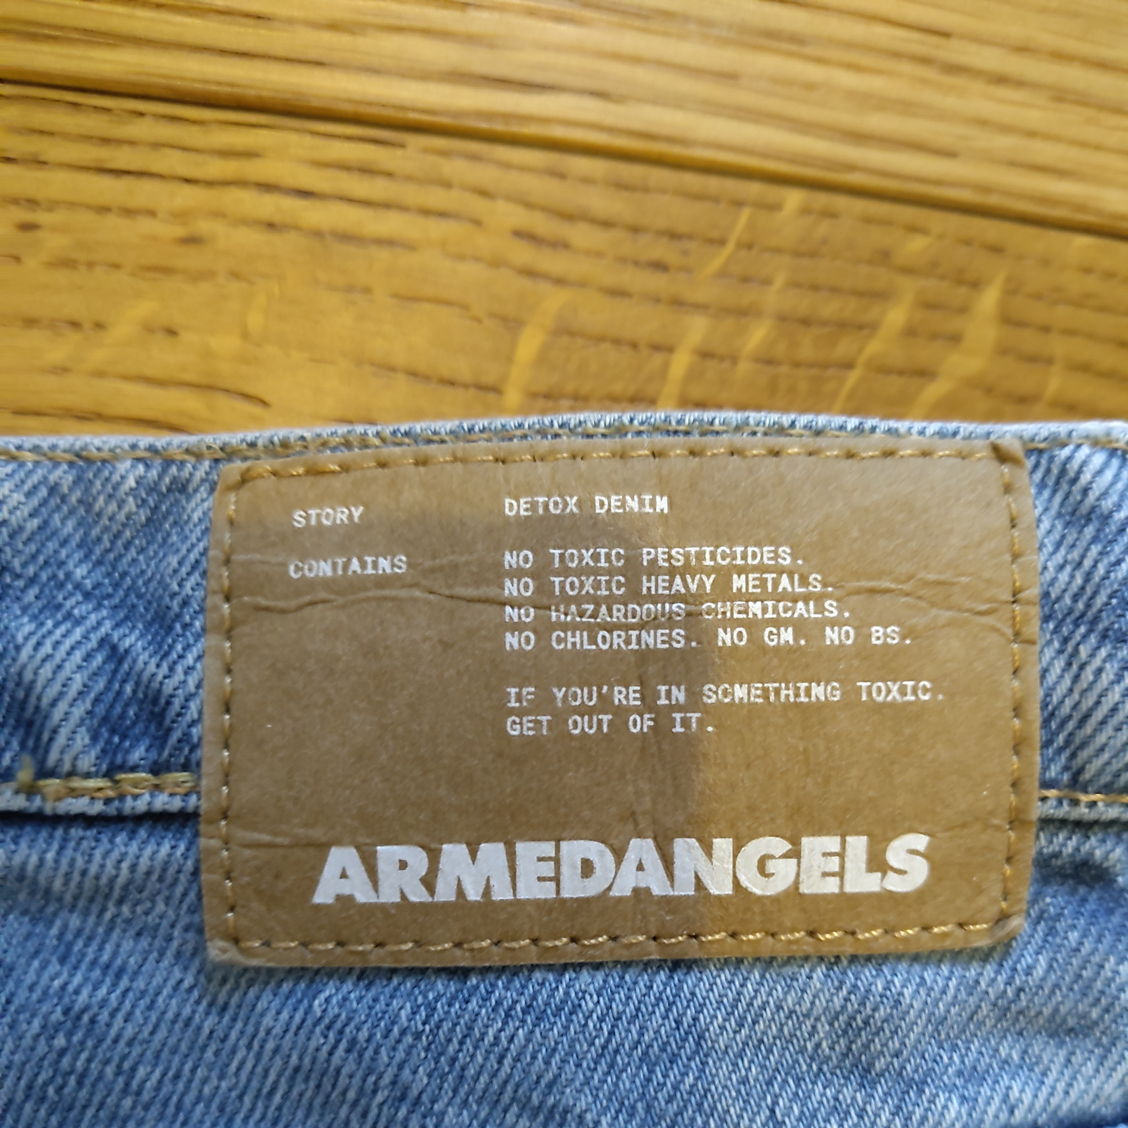 STORY DETOX DENIM
CONTAINS NO TOXIC PESTICIDES.
NO TOXIC HEAVY METALS.
NO HAZARDOUS CHEMICALS.
NO CHLORINES. NO GM. NO BS.
IF YOU'RE IN SOMETHING TOXIC.
GET OUT OF IT.
ARMEDANGELS